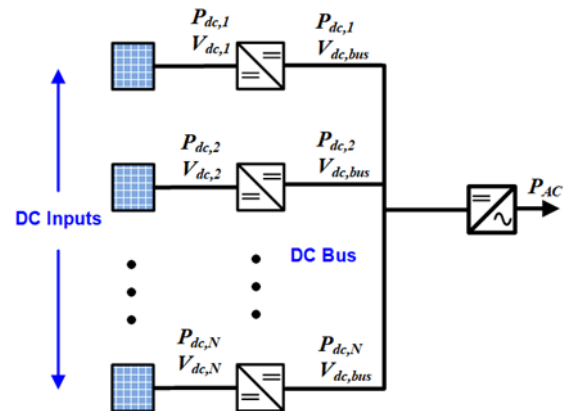 P_dc,1 P_dc,1
V_dc,1 V_dc,bus
P_dc,2 P_dc,2
V_dc,2 V_dc,bus
P_AC
DC Inputs
DC Bus
P_dc,N P_dc,N
V_dc,N V_dc,bus